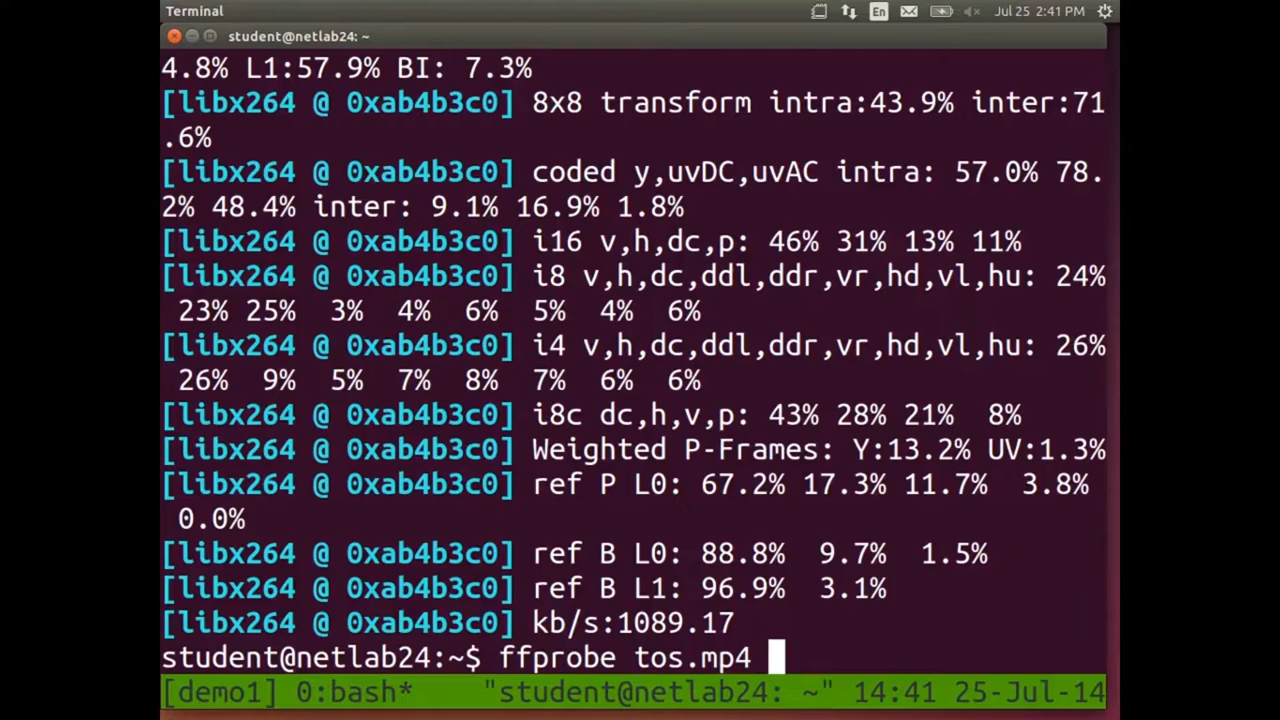 Terminal
En
Jul 25 2:41 PM
student@netlab24: ~
4.8% L1:57.9% BI: 7.3%
[libx264 @ 0xab4b3c0] 8x8 transform intra:43.9% inter:71
.6%
[libx264 @ 0xab4b3c0] coded y,uvDC,uvAC intra: 57.0% 78.
2% 48.4% inter: 9.1% 16.9% 1.8%
[libx264 @ 0xab4b3c0] i16 v,h,dc,p: 46% 31% 13% 11%
[libx264 @ 0xab4b3c0] i8 v,h,dc,ddl,ddr,vr,hd,vl,hu: 24%
23% 25%  3%  4%  6%  5%  4%  6%
[libx264 @ 0xab4b3c0] i4 v,h,dc,ddl,ddr,vr,hd,vl,hu: 26%
26%  9%  5%  7%  8%  7%  6%  6%
[libx264 @ 0xab4b3c0] i8c dc,h,v,p: 43% 28% 21%  8%
[libx264 @ 0xab4b3c0] Weighted P-Frames: Y:13.2% UV:1.3%
[libx264 @ 0xab4b3c0] ref P L0: 67.2% 17.3% 11.7%  3.8%
0.0%
[libx264 @ 0xab4b3c0] ref B L0: 88.8%  9.7%  1.5%
[libx264 @ 0xab4b3c0] ref B L1: 96.9%  3.1%
[libx264 @ 0xab4b3c0] kb/s:1089.17
student@netlab24:~$ ffprobe tos.mp4
[demo1] 0:bash*    "student@netlab24: ~" 14:41 25-Jul-14